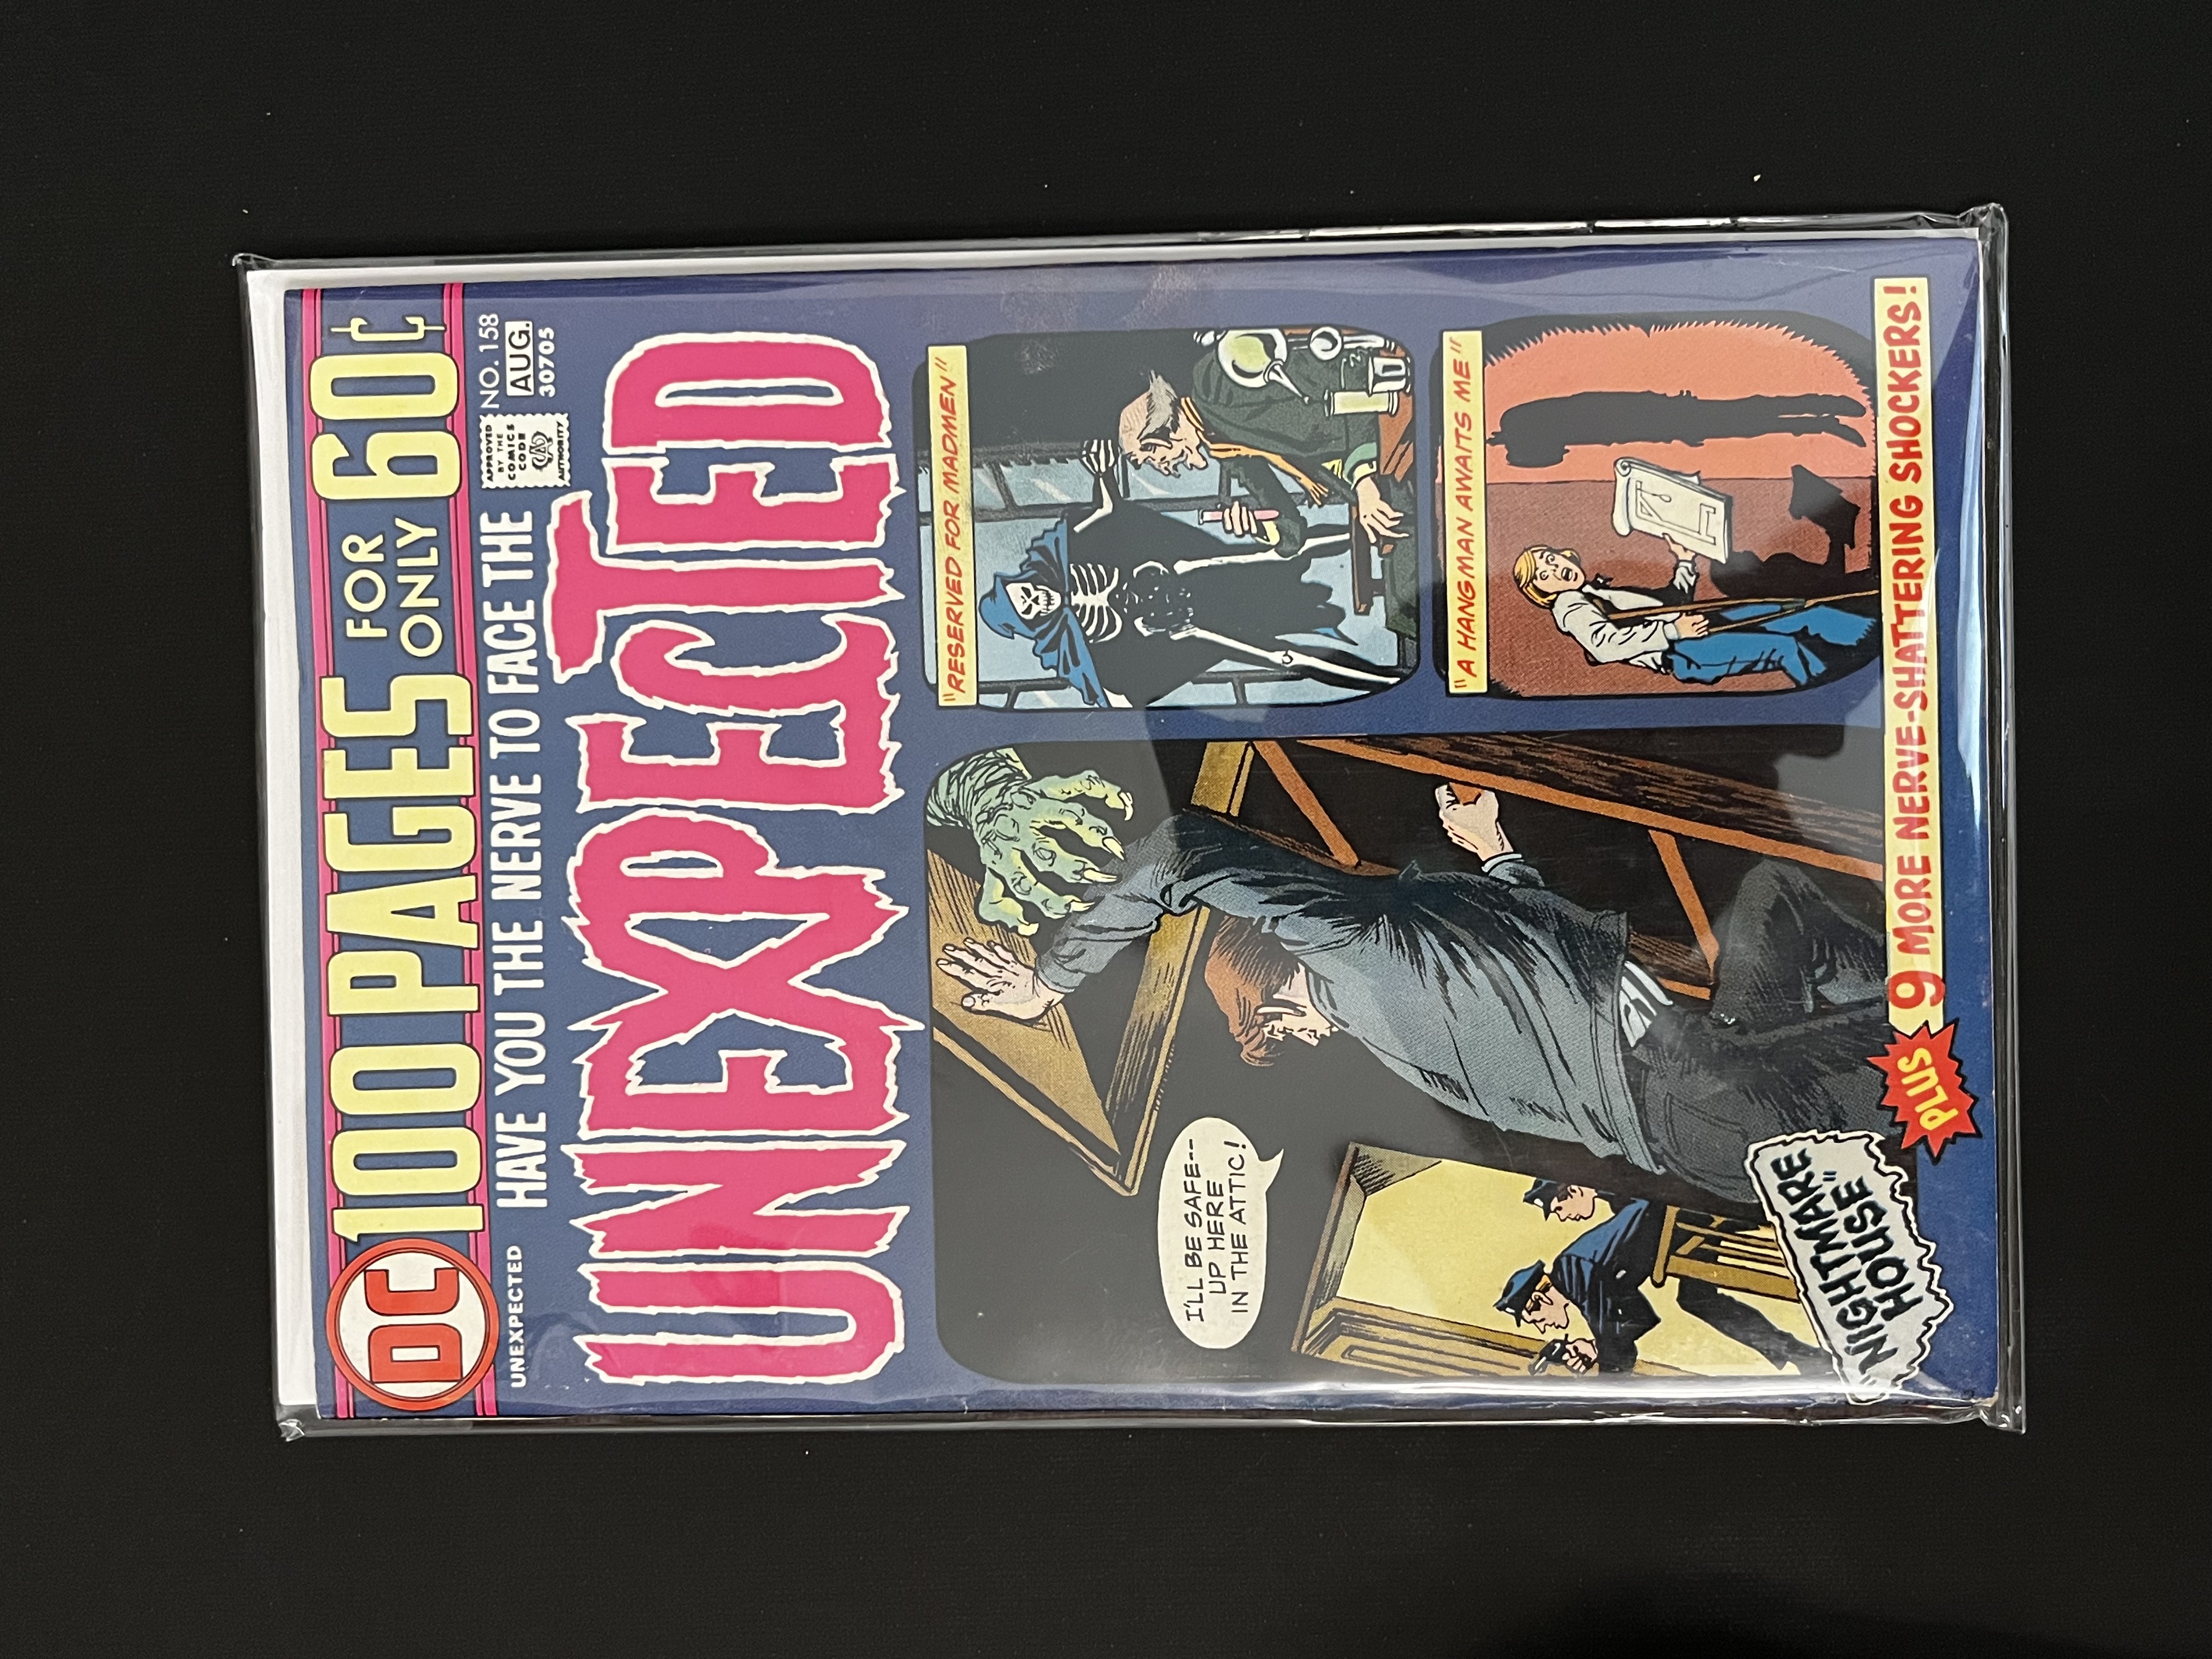 DC
100 PAGES FOR ONLY 60¢
UNEXPECTED
HAVE YOU THE NERVE TO FACE THE
APPROVED
BY THE
COMICS
CODE
CA
AUTHORITY
NO. 158
AUG.
30705
UNEXPECTED
I'LL BE SAFE--
UP HERE
IN THE ATTIC!
"NIGHTMARE
HOUSE"
"RESERVED FOR MADMEN"
"A HANGMAN AWAITS ME"
PLUS 9 MORE NERVE-SHATTERING SHOCKERS!